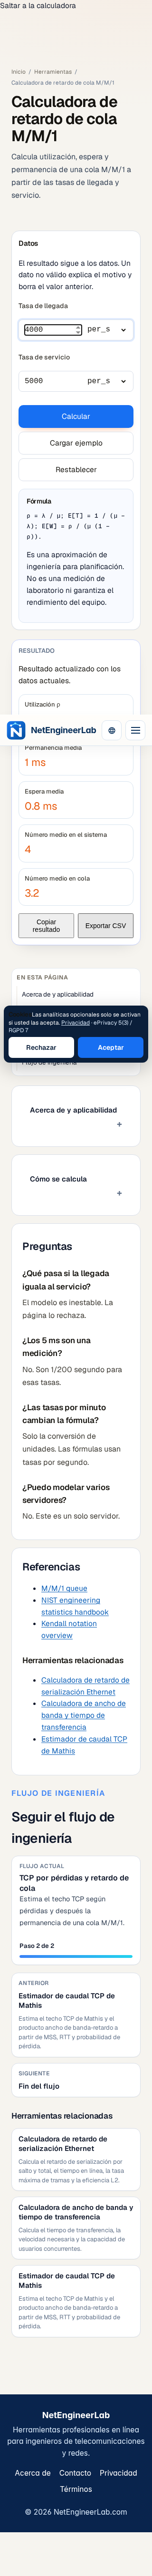 Saltar a la calculadora
Inicio / Herramientas /
Calculadora de retardo de cola M/M/1
Calculadora de
retardo de cola
M/M/1
Calcula utilización, espera y
permanencia de una cola M/M/1 a
partir de las tasas de llegada y
servicio.
Datos
El resultado sigue a los datos. Un
dato no válido explica el motivo y
borra el valor anterior.
Tasa de llegada
4000 per_s
Tasa de servicio
5000 per_s
Calcular
Cargar ejemplo
Restablecer
Fórmula
ρ = λ / μ; E[T] = 1 / (μ −
λ); E[W] = ρ / (μ (1 −
ρ)).
Es una aproximación de
ingeniería para planificación.
No es una medición de
laboratorio ni garantiza el
rendimiento del equipo.
RESULTADO
Resultado actualizado con los
datos actuales.
Utilización ρ
NetEngineerLab
Permanencia media
1 ms
Espera media
0.8 ms
Número medio en el sistema
4
Número medio en cola
3.2
Copiar
resultado
Exportar CSV
EN ESTA PÁGINA
Acerca de y aplicabilidad
Las analíticas opcionales solo se activan
si usted las acepta. Privacidad · ePrivacy 5(3) /
RGPD 7
Rechazar
Aceptar
Flujo de ingeniería
Acerca de y aplicabilidad
+
Cómo se calcula
+
Preguntas
¿Qué pasa si la llegada
iguala al servicio?
El modelo es inestable. La
página lo rechaza.
¿Los 5 ms son una
medición?
No. Son 1/200 segundo para
esas tasas.
¿Las tasas por minuto
cambian la fórmula?
Solo la conversión de
unidades. Las fórmulas usan
tasas por segundo.
¿Puedo modelar varios
servidores?
No. Este es un solo servidor.
Referencias
M/M/1 queue
NIST engineering
statistics handbook
Kendall notation
overview
Herramientas relacionadas
Calculadora de retardo de
serialización Ethernet
Calculadora de ancho de
banda y tiempo de
transferencia
Estimador de caudal TCP
de Mathis
FLUJO DE INGENIERÍA
Seguir el flujo de
ingeniería
FLUJO ACTUAL
TCP por pérdidas y retardo de
cola
Estima el techo TCP según
pérdidas y después la
permanencia de una cola M/M/1.
Paso 2 de 2
ANTERIOR
Estimador de caudal TCP de
Mathis
Estima el techo TCP de Mathis y el
producto ancho de banda-retardo a
partir de MSS, RTT y probabilidad de
pérdida.
SIGUIENTE
Fin del flujo
Herramientas relacionadas
Calculadora de retardo de
serialización Ethernet
Calcula el retardo de serialización por
salto y total, el tiempo en línea, la tasa
máxima de tramas y la eficiencia L2.
Calculadora de ancho de banda y
tiempo de transferencia
Calcula el tiempo de transferencia, la
velocidad necesaria y la capacidad de
usuarios concurrentes.
Estimador de caudal TCP de
Mathis
Estima el techo TCP de Mathis y el
producto ancho de banda-retardo a
partir de MSS, RTT y probabilidad de
pérdida.
NetEngineerLab
Herramientas profesionales en línea
para ingenieros de telecomunicaciones
y redes.
Acerca de Contacto Privacidad
Términos
© 2026 NetEngineerLab.com